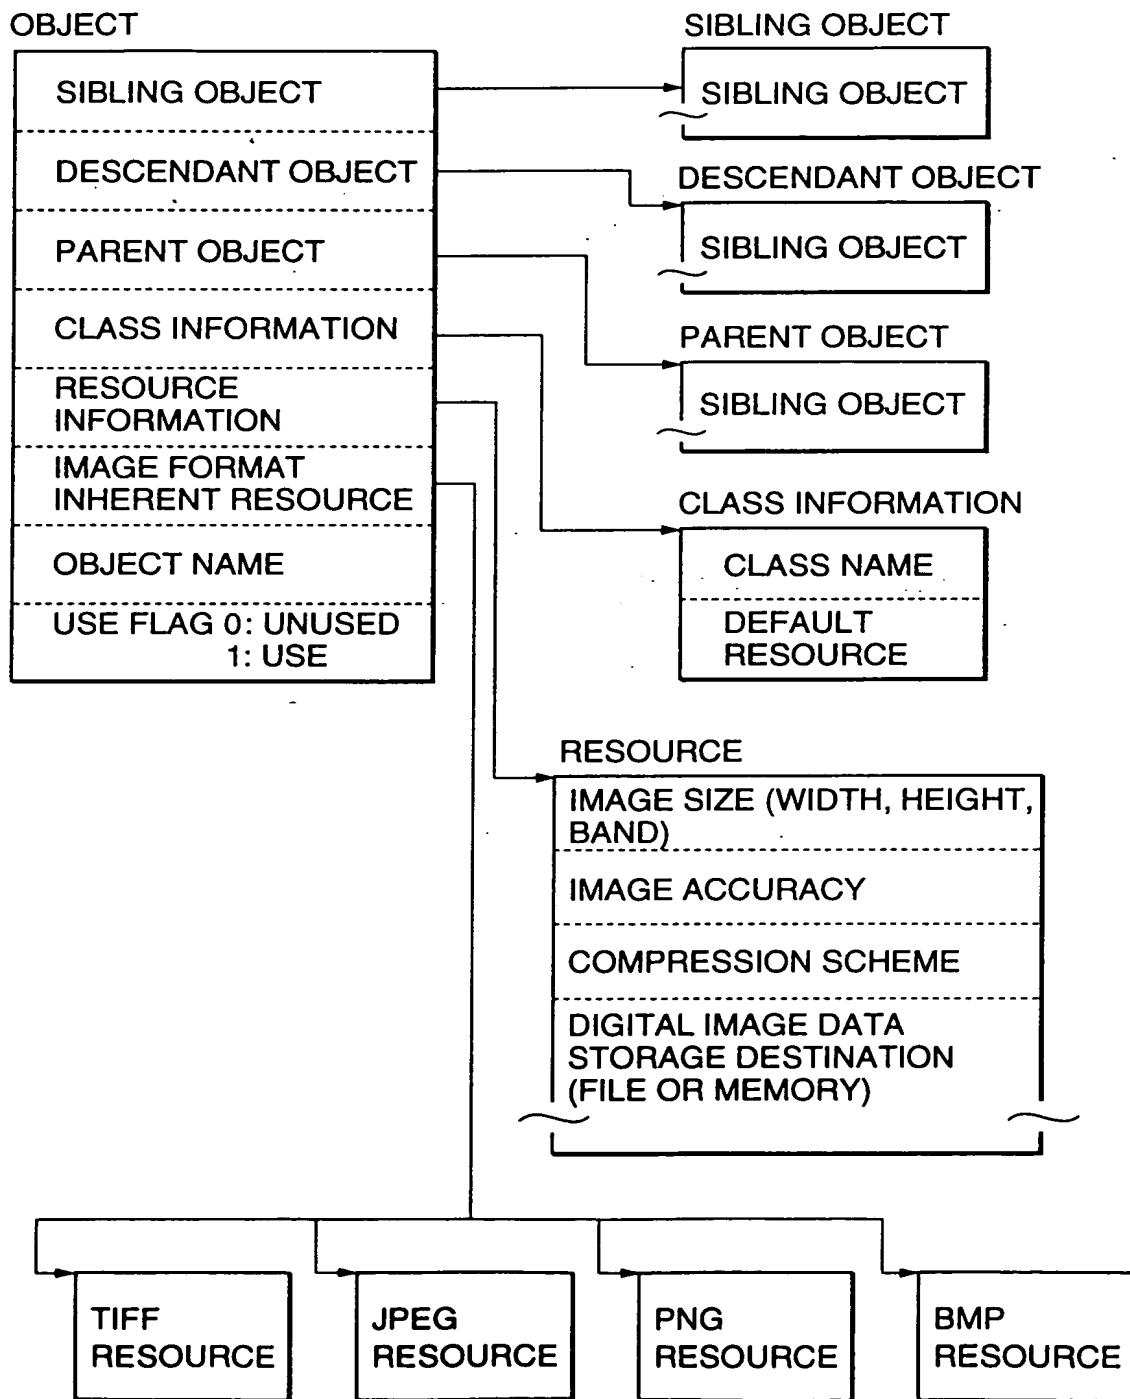 OBJECT
SIBLING OBJECT
DESCENDANT OBJECT
PARENT OBJECT
CLASS INFORMATION
RESOURCE
INFORMATION
IMAGE FORMAT
INHERENT RESOURCE
OBJECT NAME
USE FLAG 0: UNUSED
1: USE
SIBLING OBJECT
SIBLING OBJECT
DESCENDANT OBJECT
SIBLING OBJECT
PARENT OBJECT
SIBLING OBJECT
CLASS INFORMATION
CLASS NAME
DEFAULT
RESOURCE
RESOURCE
IMAGE SIZE (WIDTH, HEIGHT,
BAND)
IMAGE ACCURACY
COMPRESSION SCHEME
DIGITAL IMAGE DATA
STORAGE DESTINATION
(FILE OR MEMORY)
TIFF
RESOURCE
JPEG
RESOURCE
PNG
RESOURCE
BMP
RESOURCE